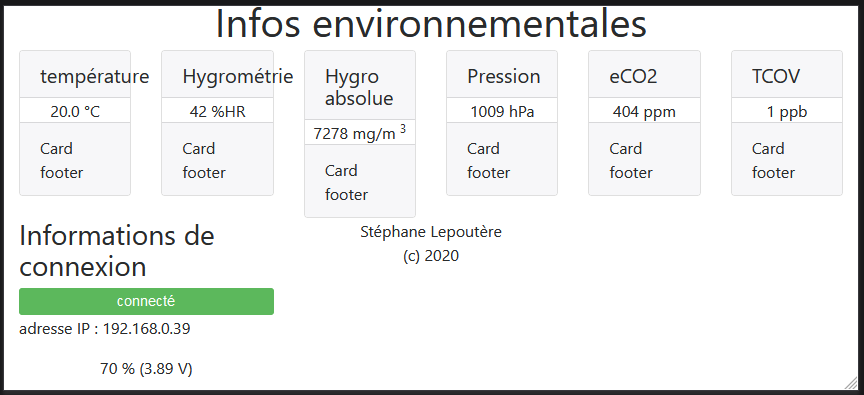 Infos environnementales
température
20.0 °C
Card
footer
Hygrométrie
42 %HR
Card
footer
Hygro
absolue
7278 mg/m 3
Card
footer
Pression
1009 hPa
Card
footer
eCO2
404 ppm
Card
footer
TCOV
1 ppb
Card
footer
Informations de
connexion
connecté
adresse IP : 192.168.0.39
70 % (3.89 V)
Stéphane Lepoutère
(c) 2020